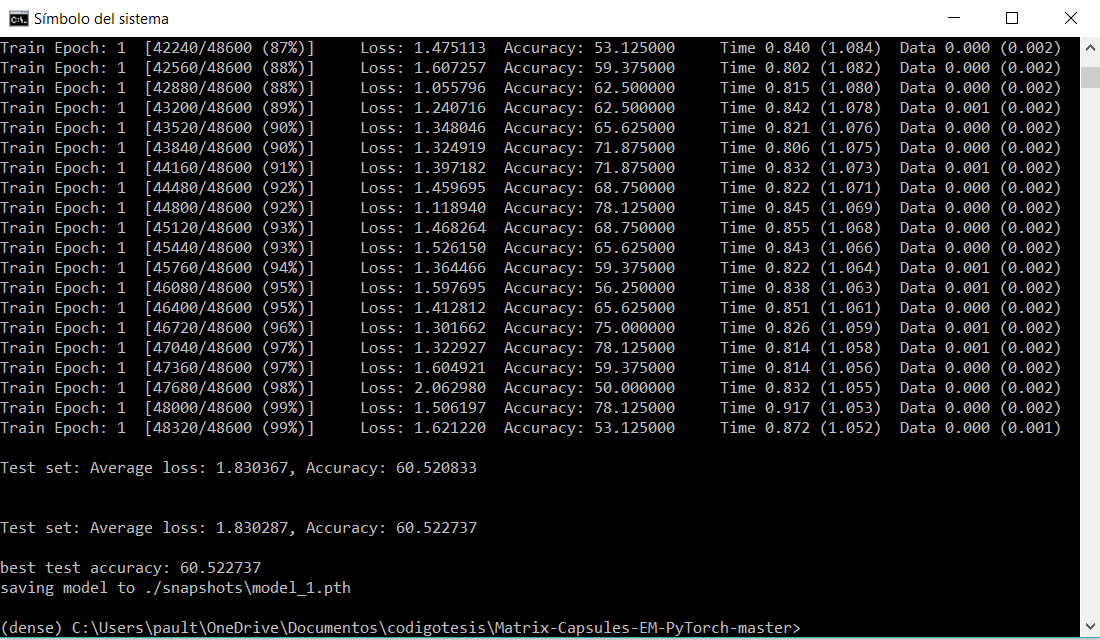 Símbolo del sistema
Train Epoch: 1 [42240/48600 (87%)] Loss: 1.475113 Accuracy: 53.125000 Time 0.840 (1.084) Data 0.000 (0.002)
Train Epoch: 1 [42560/48600 (88%)] Loss: 1.607257 Accuracy: 59.375000 Time 0.802 (1.082) Data 0.000 (0.002)
Train Epoch: 1 [42880/48600 (88%)] Loss: 1.055796 Accuracy: 62.500000 Time 0.815 (1.080) Data 0.000 (0.002)
Train Epoch: 1 [43200/48600 (89%)] Loss: 1.240716 Accuracy: 62.500000 Time 0.842 (1.078) Data 0.001 (0.002)
Train Epoch: 1 [43520/48600 (90%)] Loss: 1.348046 Accuracy: 65.625000 Time 0.821 (1.076) Data 0.000 (0.002)
Train Epoch: 1 [43840/48600 (90%)] Loss: 1.324919 Accuracy: 71.875000 Time 0.806 (1.075) Data 0.000 (0.002)
Train Epoch: 1 [44160/48600 (91%)] Loss: 1.397182 Accuracy: 71.875000 Time 0.832 (1.073) Data 0.001 (0.002)
Train Epoch: 1 [44480/48600 (92%)] Loss: 1.459695 Accuracy: 68.750000 Time 0.822 (1.071) Data 0.000 (0.002)
Train Epoch: 1 [44800/48600 (92%)] Loss: 1.118940 Accuracy: 78.125000 Time 0.845 (1.069) Data 0.000 (0.002)
Train Epoch: 1 [45120/48600 (93%)] Loss: 1.468264 Accuracy: 68.750000 Time 0.855 (1.068) Data 0.000 (0.002)
Train Epoch: 1 [45440/48600 (93%)] Loss: 1.526150 Accuracy: 65.625000 Time 0.843 (1.066) Data 0.000 (0.002)
Train Epoch: 1 [45760/48600 (94%)] Loss: 1.364466 Accuracy: 59.375000 Time 0.822 (1.064) Data 0.001 (0.002)
Train Epoch: 1 [46080/48600 (95%)] Loss: 1.597695 Accuracy: 56.250000 Time 0.838 (1.063) Data 0.001 (0.002)
Train Epoch: 1 [46400/48600 (95%)] Loss: 1.412812 Accuracy: 65.625000 Time 0.851 (1.061) Data 0.000 (0.002)
Train Epoch: 1 [46720/48600 (96%)] Loss: 1.301662 Accuracy: 75.000000 Time 0.826 (1.059) Data 0.001 (0.002)
Train Epoch: 1 [47040/48600 (97%)] Loss: 1.322927 Accuracy: 78.125000 Time 0.814 (1.058) Data 0.001 (0.002)
Train Epoch: 1 [47360/48600 (97%)] Loss: 1.604921 Accuracy: 59.375000 Time 0.814 (1.056) Data 0.000 (0.002)
Train Epoch: 1 [47680/48600 (98%)] Loss: 2.062980 Accuracy: 50.000000 Time 0.832 (1.055) Data 0.000 (0.002)
Train Epoch: 1 [48000/48600 (99%)] Loss: 1.506197 Accuracy: 78.125000 Time 0.917 (1.053) Data 0.000 (0.002)
Train Epoch: 1 [48320/48600 (99%)] Loss: 1.621220 Accuracy: 53.125000 Time 0.872 (1.052) Data 0.000 (0.001)
Test set: Average loss: 1.830367, Accuracy: 60.520833
Test set: Average loss: 1.830287, Accuracy: 60.522737
best test accuracy: 60.522737
saving model to ./snapshots\model_1.pth
(dense) C:\Users\pault\OneDrive\Documentos\codigotesis\Matrix-Capsules-EM-PyTorch-master>